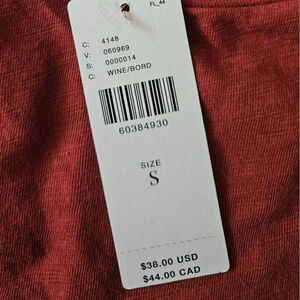 FL_44
C: 4148
V: 060969
S: 0000014
C: WINE/BORD
60384930
SIZE
S
$38.00 USD
$44.00 CAD